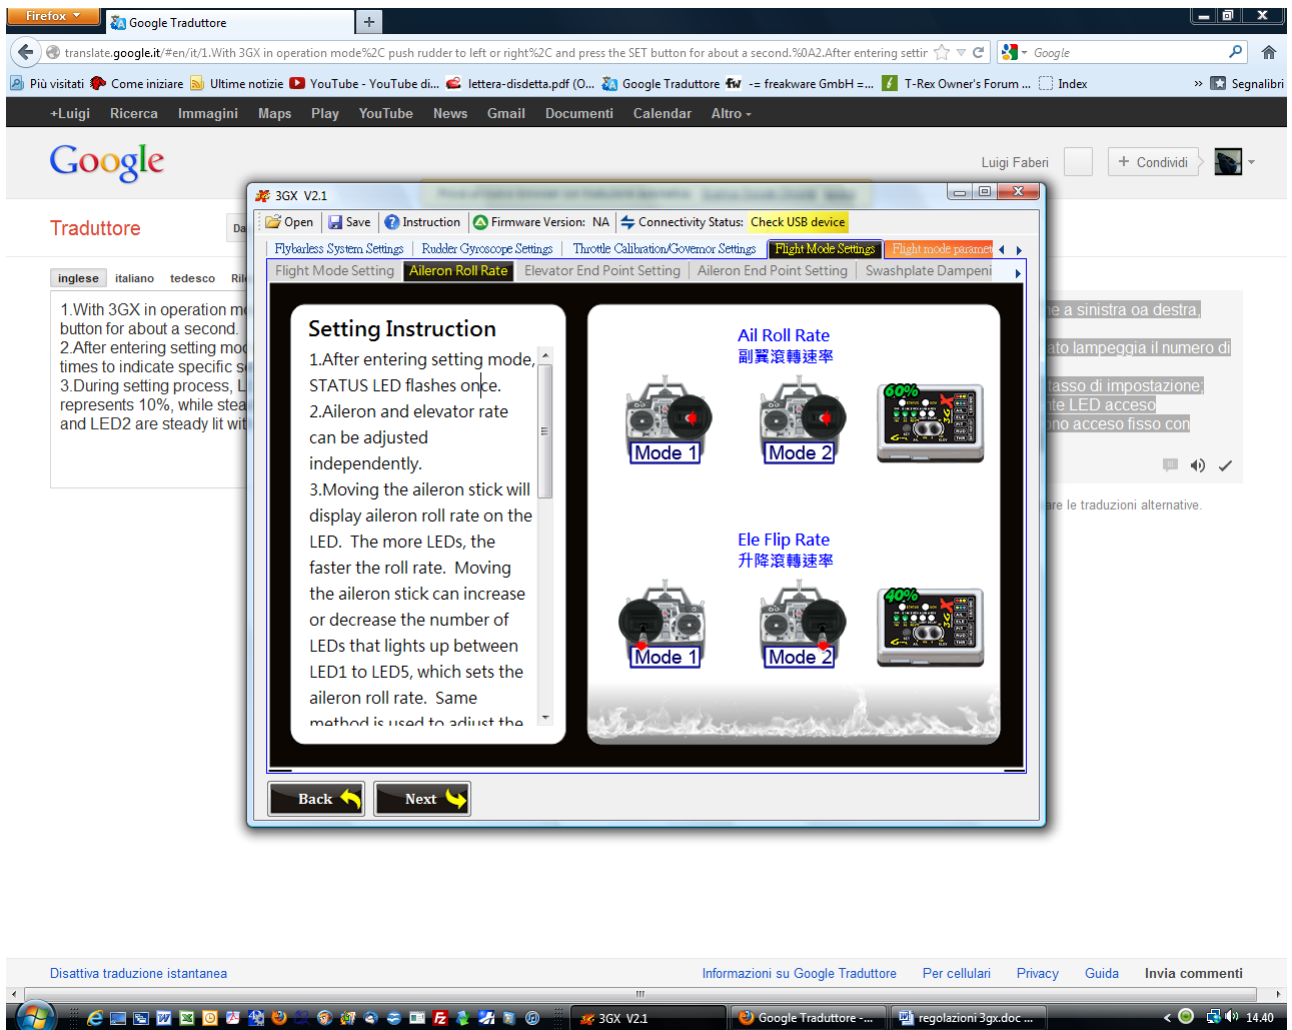 Firefox
Google Traduttore
translate.google.it/#en/it/1.With 3GX in operation mode%2C push rudder to left or right%2C and press the SET button for about a second.%0A2.After entering settir
Google
Più visitati Come iniziare Ultime notizie YouTube - YouTube di... lettera-disdetta.pdf (O... Google Traduttore -= freakware GmbH =... T-Rex Owner's Forum ... Index » Segnalibri
+Luigi Ricerca Immagini Maps Play YouTube News Gmail Documenti Calendar Altro
Google
Luigi Faberi
+ Condividi
3GX V2.1
Open Save Instruction Firmware Version: NA Connectivity Status: Check USB device
Traduttore
Da
Flybarless System Settings Rudder Gyroscope Settings Throttle Calibration/Governor Settings Flight Mode Settings Flight mode paramet
Flight Mode Setting Aileron Roll Rate Elevator End Point Setting Aileron End Point Setting Swashplate Dampeni
inglese italiano tedesco Ril
1.With 3GX in operation m
button for about a second.
2.After entering setting mo
times to indicate specific s
3.During setting process, L
represents 10%, while stea
and LED2 are steady lit wit
e a sinistra oa destra,
ato lampeggia il numero di
tasso di impostazione;
te LED acceso
ono acceso fisso con
are le traduzioni alternative.
Setting Instruction
1.After entering setting mode,
STATUS LED flashes once.
2.Aileron and elevator rate
can be adjusted
independently.
3.Moving the aileron stick will
display aileron roll rate on the
LED. The more LEDs, the
faster the roll rate. Moving
the aileron stick can increase
or decrease the number of
LEDs that lights up between
LED1 to LED5, which sets the
aileron roll rate. Same
method is used to adjust the
Ail Roll Rate
副翼滾轉速率
Mode 1
Mode 2
60%
Ele Flip Rate
升降滾轉速率
Mode 1
Mode 2
40%
Back
Next
Disattiva traduzione istantanea
Informazioni su Google Traduttore Per cellulari Privacy Guida Invia commenti
3GX V2.1
Google Traduttore -...
regolazioni 3gx.doc ...
14.40